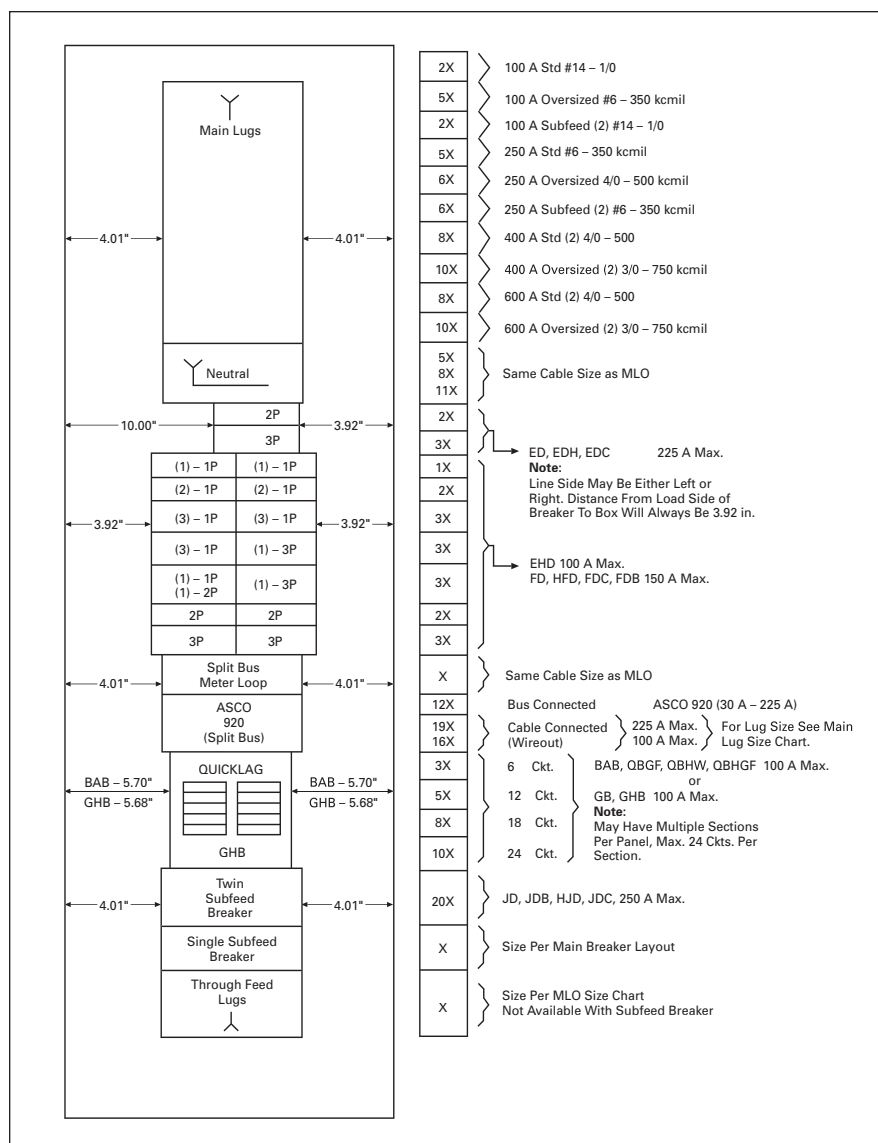 Main Lugs
4.01"
4.01"
Neutral
10.00"
2P
3.92"
3P
(1) – 1P
(1) – 1P
(2) – 1P
(2) – 1P
(3) – 1P
(3) – 1P
3.92"
3.92"
(3) – 1P
(1) – 3P
(1) – 1P
(1) – 2P
(1) – 3P
2P
2P
3P
3P
Split Bus
Meter Loop
4.01"
4.01"
ASCO
920
(Split Bus)
QUICKLAG
BAB – 5.70"
GHB – 5.68"
BAB – 5.70"
GHB – 5.68"
GHB
Twin
Subfeed
Breaker
4.01"
4.01"
Single Subfeed
Breaker
Through Feed
Lugs
2X 100 A Std #14 – 1/0
5X 100 A Oversized #6 – 350 kcmil
2X 100 A Subfeed (2) #14 – 1/0
5X 250 A Std #6 – 350 kcmil
6X 250 A Oversized 4/0 – 500 kcmil
6X 250 A Subfeed (2) #6 – 350 kcmil
8X 400 A Std (2) 4/0 – 500
10X 400 A Oversized (2) 3/0 – 750 kcmil
8X 600 A Std (2) 4/0 – 500
10X 600 A Oversized (2) 3/0 – 750 kcmil
5X
8X Same Cable Size as MLO
11X
2X
3X
ED, EDH, EDC 225 A Max.
Note:
Line Side May Be Either Left or
Right. Distance From Load Side of
Breaker To Box Will Always Be 3.92 in.
1X
2X
3X
3X
3X
2X
3X
EHD 100 A Max.
FD, HFD, FDC, FDB 150 A Max.
X Same Cable Size as MLO
12X Bus Connected ASCO 920 (30 A – 225 A)
19X Cable Connected 225 A Max. For Lug Size See Main
16X (Wireout) 100 A Max. Lug Size Chart.
3X 6 Ckt.
5X 12 Ckt.
8X 18 Ckt.
10X 24 Ckt.
BAB, QBGF, QBHW, QBHGF 100 A Max.
or
GB, GHB 100 A Max.
Note:
May Have Multiple Sections
Per Panel, Max. 24 Ckts. Per
Section.
20X JD, JDB, HJD, JDC, 250 A Max.
X Size Per Main Breaker Layout
X Size Per MLO Size Chart
Not Available With Subfeed Breaker